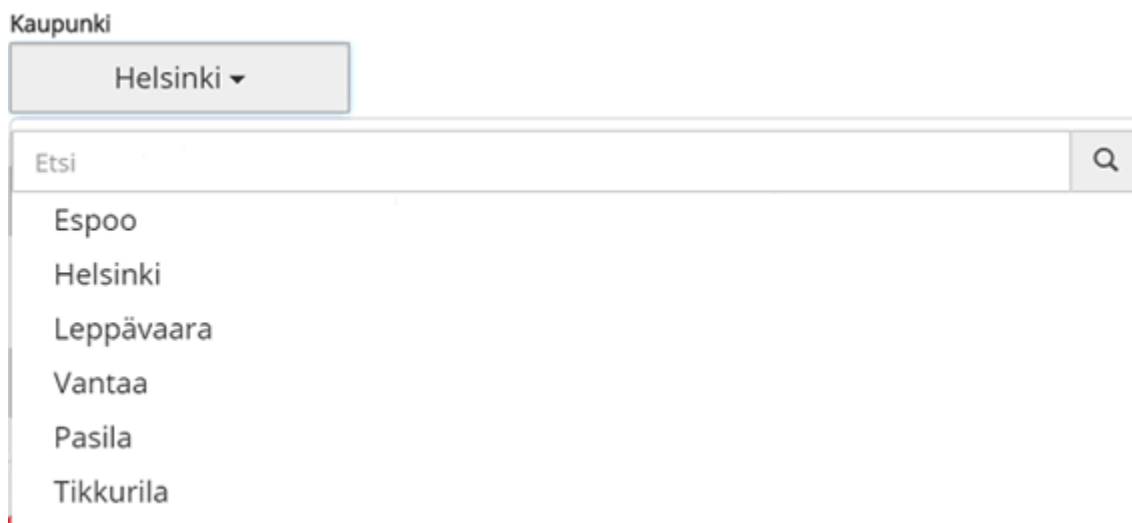 Kaupunki
Helsinki
Etsi
Espoo
Helsinki
Leppävaara
Vantaa
Pasila
Tikkurila